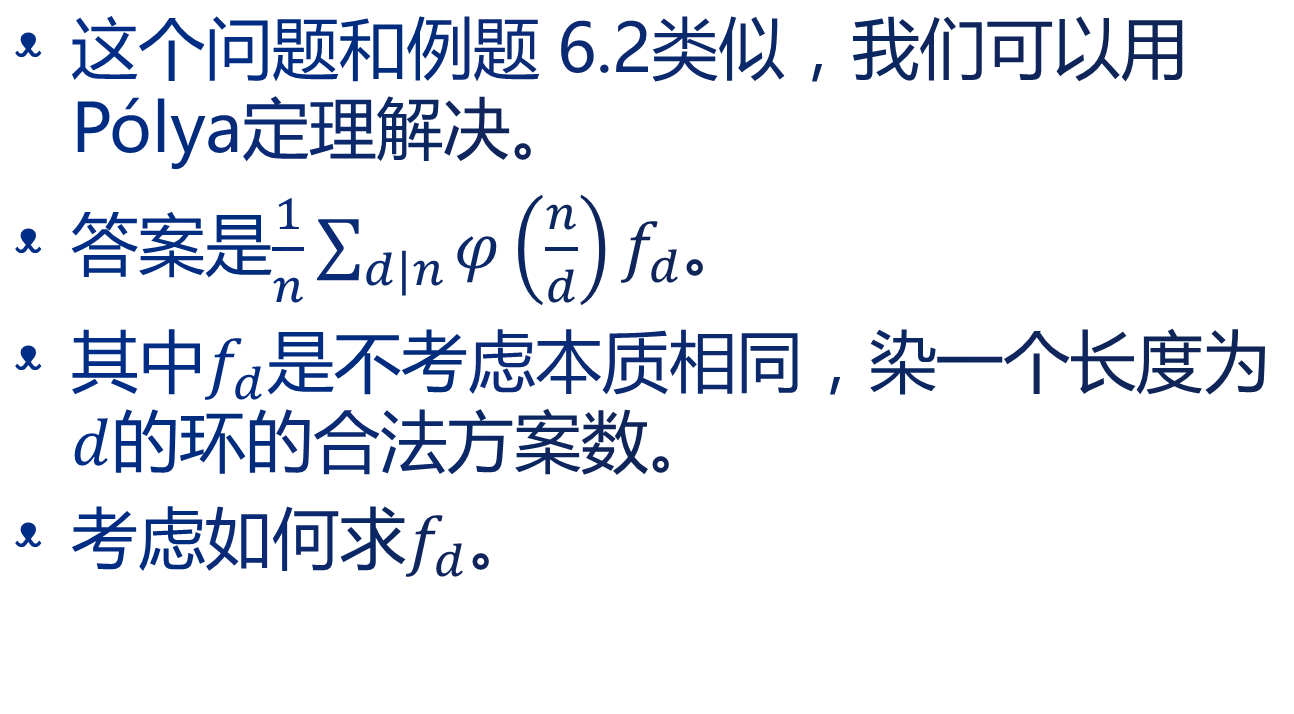 这个问题和例题 6.2类似，我们可以用
Pólya定理解决。
答案是$\frac{1}{n}\sum_{d|n}\varphi\left(\frac{n}{d}\right)f_d$。
其中$f_d$是不考虑本质相同，染一个长度为
$d$的环的合法方案数。
考虑如何求$f_d$。